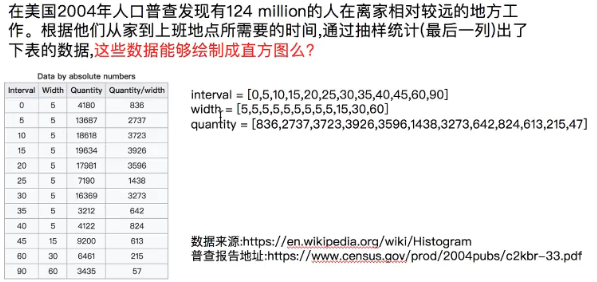 在美国2004年人口普查发现有124 million的人在离家相对较远的地方工
作。根据他们从家到上班地点所需要的时间,通过抽样统计(最后一列)出了
下表的数据,这些数据能够绘制成直方图么?
Data by absolute numbers
Interval Width Quantity Quantity/width
0 5 4180 836
5 5 13687 2737
10 5 18618 3723
15 5 19634 3926
20 5 17981 3596
25 5 7190 1438
30 5 16369 3273
35 5 3212 642
40 5 4122 824
45 15 9200 613
60 30 6461 215
90 60 3435 57
interval = [0,5,10,15,20,25,30,35,40,45,60,90]
width = [5,5,5,5,5,5,5,5,5,15,30,60]
quantity = [836,2737,3723,3926,3596,1438,3273,642,824,613,215,47]
数据来源:https://en.wikipedia.org/wiki/Histogram
普查报告地址:https://www.census.gov/prod/2004pubs/c2kbr-33.pdf